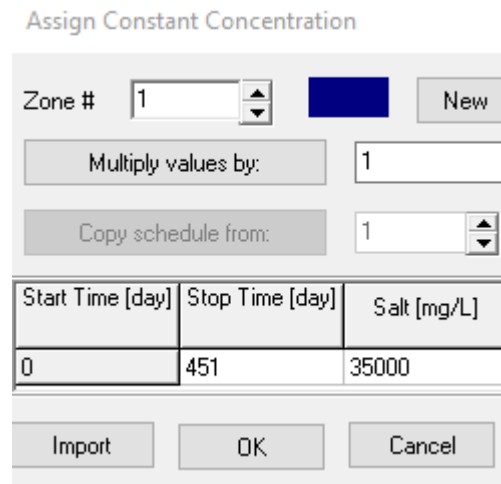 Assign Constant Concentration
Zone # 1 New
Multiply values by: 1
Copy schedule from: 1
Start Time [day] Stop Time [day] Salt [mg/L]
0 451 35000
Import OK Cancel